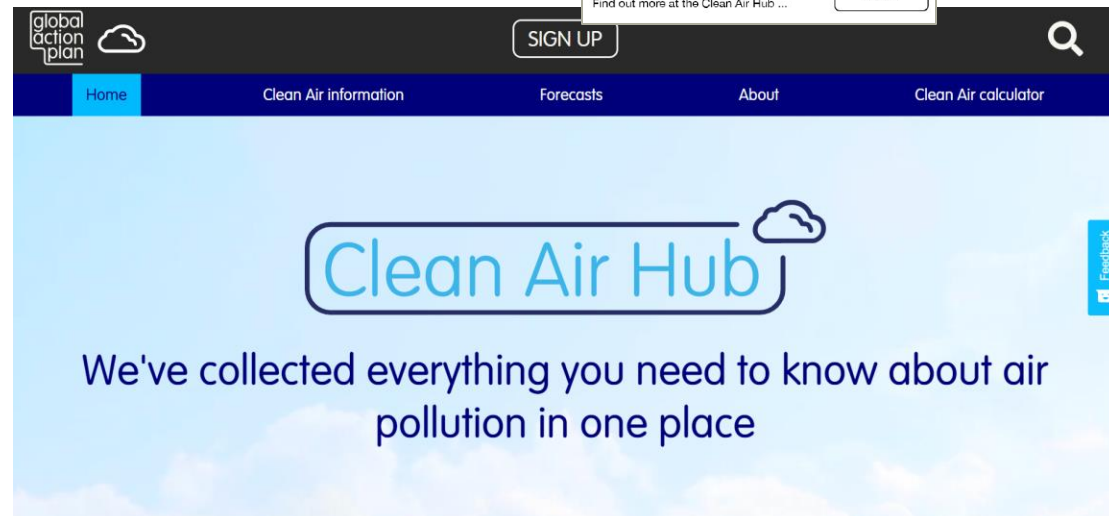 Find out more at the Clean Air Hub ...
global
action
plan
SIGN UP
Home
Clean Air information
Forecasts
About
Clean Air calculator
Feedback
Clean Air Hub
We've collected everything you need to know about air
pollution in one place